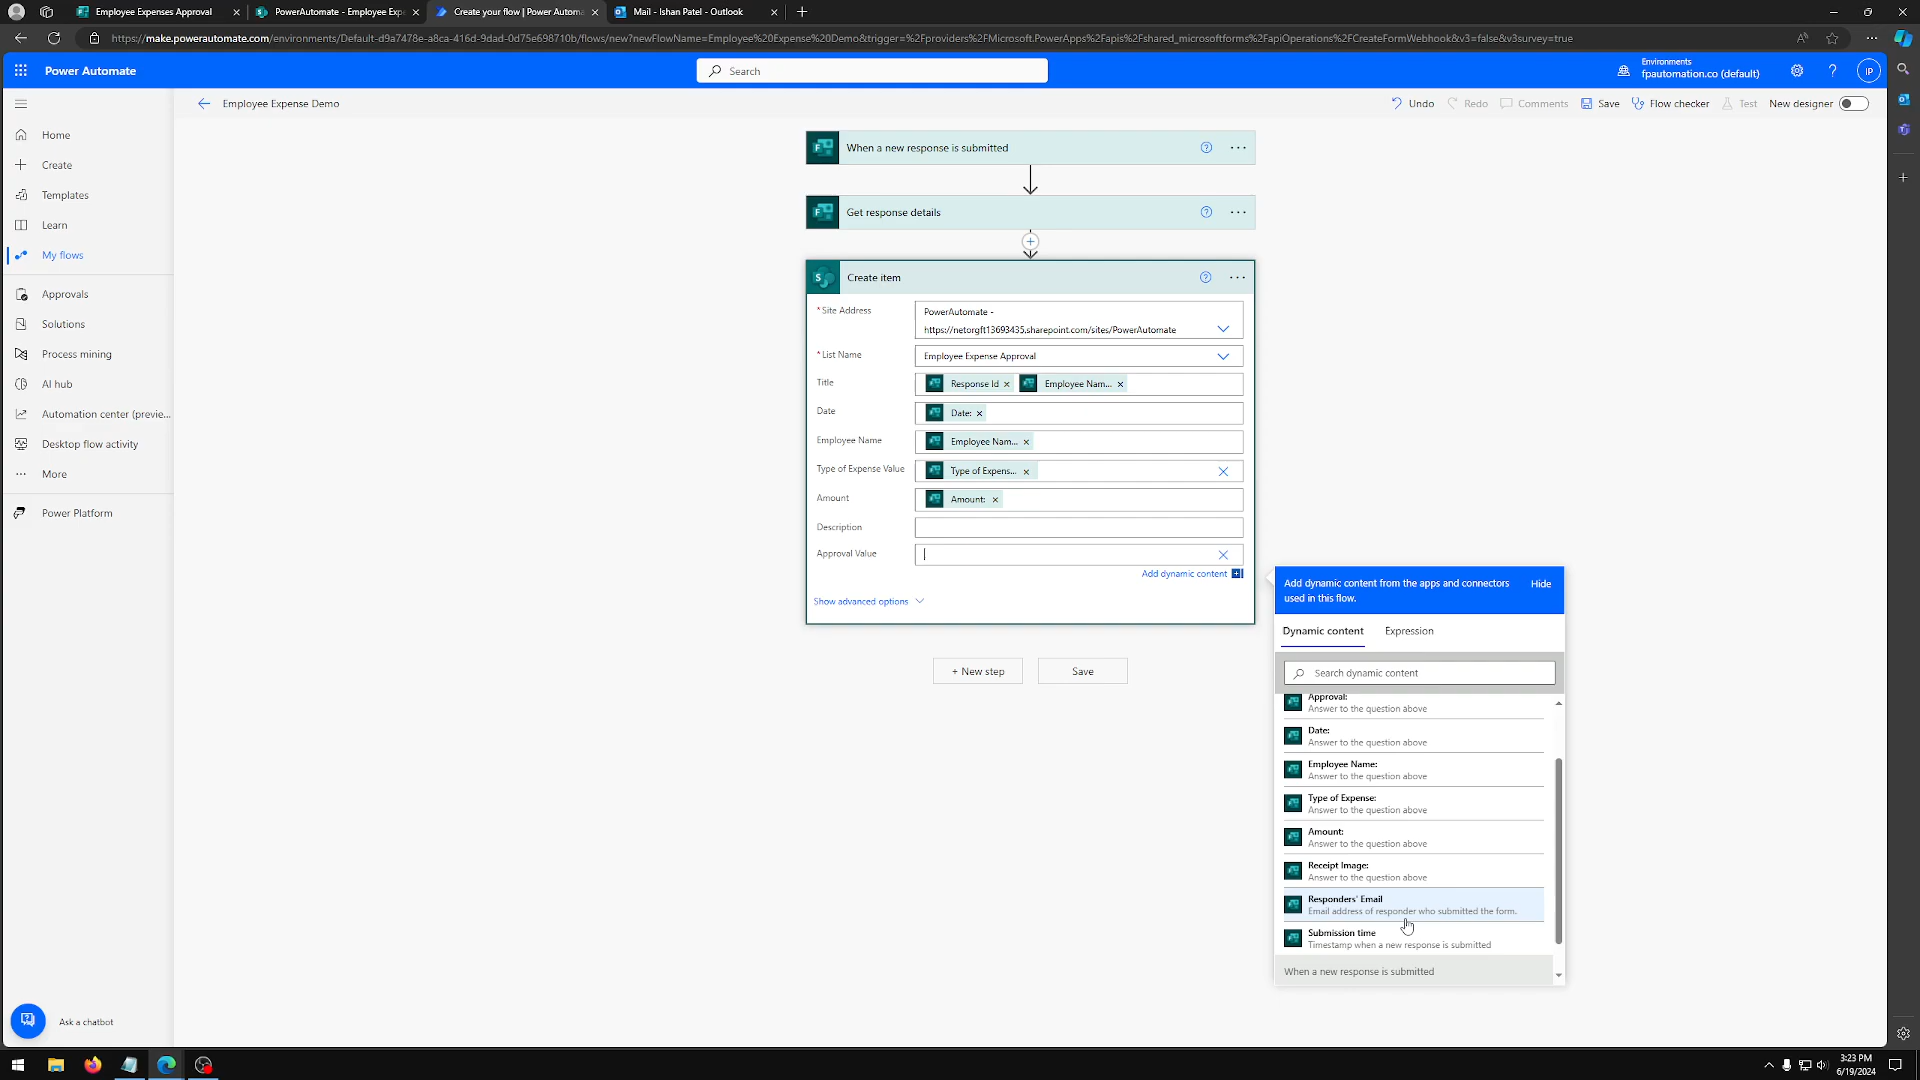 Employee Expenses Approval
PowerAutomate - Employee Exp
Create your flow | Power Automa
Mail - Ishan Patel - Outlook
https://make.powerautomate.com/environments/Default-d9a7478e-a8ca-416d-9dad-0d75e698710b/flows/new?newFlowName=Employee%20Expense%20Demo&trigger=%2Fproviders%2FMicrosoft.PowerApps%2Fapis%2Fshared_microsoftforms%2FapiOperations%2FCreateFormWebhook&v3=false&v3survey=true
Power Automate
Search
Environments
fpautomation.co (default)
IP
Employee Expense Demo
Undo
Redo
Comments
Save
Flow checker
Test
New designer
Home
Create
Templates
Learn
My flows
Approvals
Solutions
Process mining
AI hub
Automation center (previe...
Desktop flow activity
More
Power Platform
Ask a chatbot
When a new response is submitted
Get response details
Create item
* Site Address
PowerAutomate -
https://netorgft13693435.sharepoint.com/sites/PowerAutomate
* List Name
Employee Expense Approval
Title
Response Id
Employee Nam...
Date
Date:
Employee Name
Employee Nam...
Type of Expense Value
Type of Expens...
Amount
Amount:
Description
Approval Value
Add dynamic content
Show advanced options
+ New step
Save
Add dynamic content from the apps and connectors
used in this flow.
Hide
Dynamic content
Expression
Search dynamic content
Approval:
Answer to the question above
Date:
Answer to the question above
Employee Name:
Answer to the question above
Type of Expense:
Answer to the question above
Amount:
Answer to the question above
Receipt Image:
Answer to the question above
Responders' Email
Email address of responder who submitted the form.
Submission time
Timestamp when a new response is submitted
When a new response is submitted
3:23 PM
6/19/2024